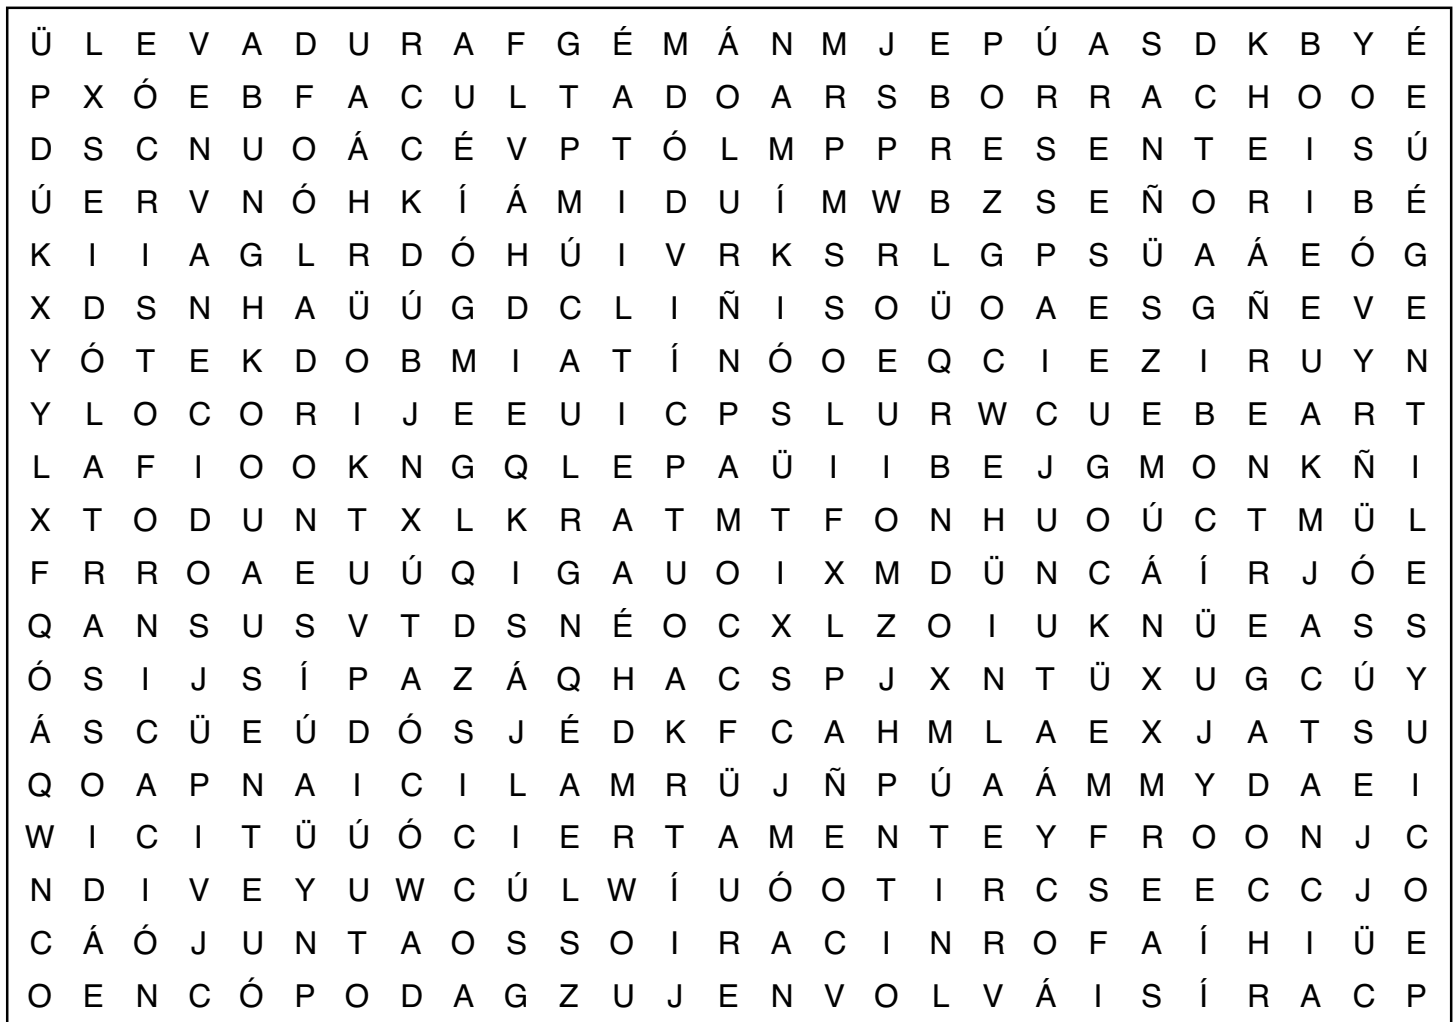 Ü L E V A D U R A F G É M Á N M J E P Ú A S D K B Y É
P X Ó E B F A C U L T A D O A R S B O R R A C H O O E
D S C N U O Á C É V P T Ó L M P P R E S E N T E I S Ú
Ú E R V N Ó H K Í Á M I D U Í M W B Z S E Ñ O R I B É
K I I A G L R D Ó H Ú I V R K S R L G P S Ü A Á E Ó G
X D S N H A Ü Ú G D C L I Ñ I S O Ü O A E S G Ñ E V E
Y Ó T E K D O B M I A T Í N Ó O E Q C I E Z I R U Y N
Y L O C O R I J E E U I C P S L U R W C U E B E A R T
L A F I O O K N G Q L E P A Ü I I B E J G M O N K Ñ I
X T O D U N T X L K R A T M T F O N H U O Ú C T M Ü L
F R R O A E U Ú Q I G A U O I X M D Ü N C Á Í R J Ó E
Q A N S U S V T D S N É O C X L Z O I U K N Ü E A S S
Ó S I J S Í P A Z Á Q H A C S P J X N T Ü X U G C Ú Y
Á S C Ü E Ú D Ó S J É D K F C A H M L A E X J A T S U
Q O A P N A I C I L A M R Ü J Ñ P Ú A Á M M Y D A E I
W I C I T Ü Ú Ó C I E R T A M E N T E Y F R O O N J C
N D I V E Y U W C Ú L W Í U Ó O T I R C S E E C C J O
C Á Ó J U N T A O S S O I R A C I N R O F A Í H I Ü E
O E N C Ó P O D A G Z U J E N V O L V Á I S Í R A C P